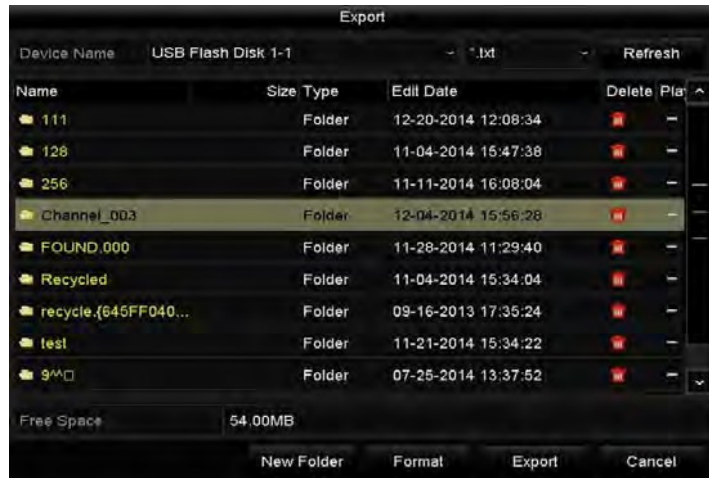 Export
Device Name USB Flash Disk 1-1 *.txt Refresh
Name Size Type Edit Date Delete Pla
111 Folder 12-20-2014 12:08:34 –
128 Folder 11-04-2014 15:47:38 –
256 Folder 11-11-2014 16:08:04 –
Channel_003 Folder 12-04-2014 15:56:28 –
FOUND.000 Folder 11-28-2014 11:29:40 –
Recycled Folder 11-04-2014 15:34:04 –
recycle.{645FF040... Folder 09-16-2013 17:35:24 –
test Folder 11-21-2014 15:34:22 –
9^^□ Folder 07-25-2014 13:37:52 –
Free Space 54.00MB
New Folder Format Export Cancel